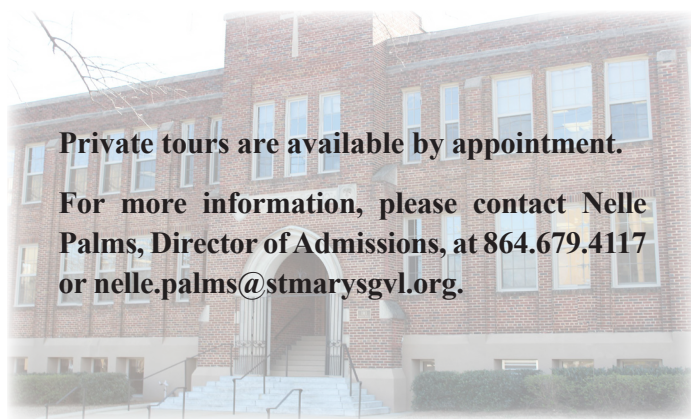 Private tours are available by appointment.
For more information, please contact Nelle
Palms, Director of Admissions, at 864.679.4117
or nelle.palms@stmarysgvl.org.